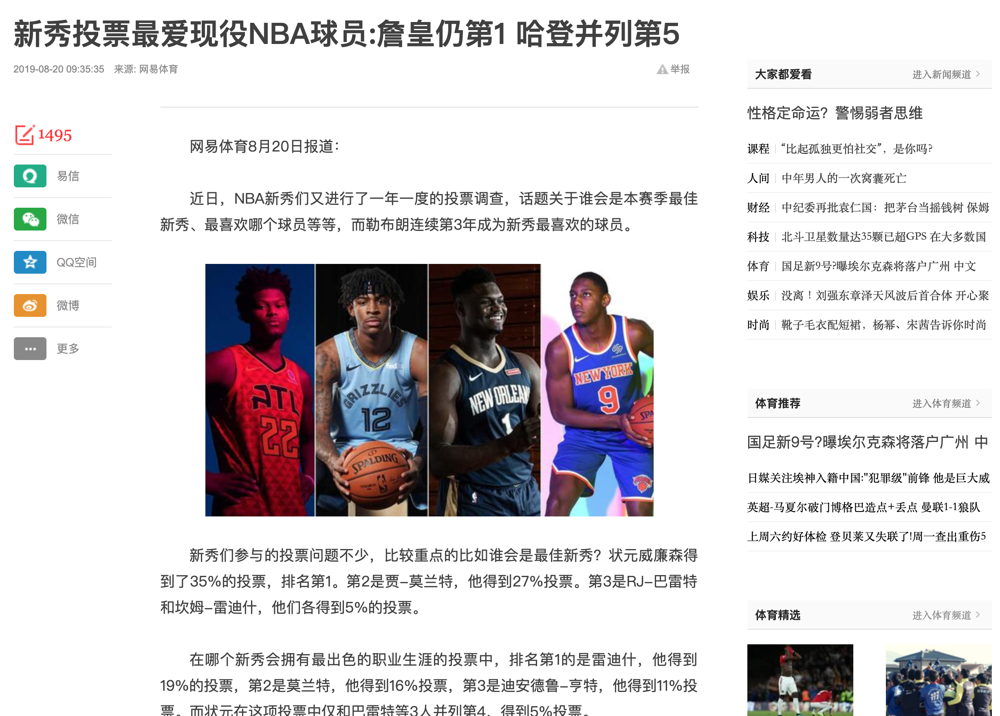 新秀投票最爱现役NBA球员:詹皇仍第1 哈登并列第5
2019-08-20 09:35:35 来源: 网易体育
举报
1495
易信
微信
QQ空间
微博
更多
网易体育8月20日报道：
近日，NBA新秀们又进行了一年一度的投票调查，话题关于谁会是本赛季最佳
新秀、最喜欢哪个球员等等，而勒布朗连续第3年成为新秀最喜欢的球员。
ATL
22
fedEx
GRIZZLIES
12
SPALDING
NEW ORLEAN
1
NEW YORK
9
SPA
新秀们参与的投票问题不少，比较重点的比如谁会是最佳新秀？状元威廉森得
到了35%的投票，排名第1。第2是贾-莫兰特，他得到27%投票。第3是RJ-巴雷特
和坎姆-雷迪什，他们各得到5%的投票。
在哪个新秀会拥有最出色的职业生涯的投票中，排名第1的是雷迪什，他得到
19%的投票，第2是莫兰特，他得到16%投票，第3是迪安德鲁-亨特，他得到11%投
票。而状元在这项投票中仅和巴雷特等3人并列第4，得到5%投票。
大家都爱看
进入新闻频道
性格定命运？警惕弱者思维
课程 “比起孤独更怕社交”，是你吗?
人间 中年男人的一次窝囊死亡
财经 中纪委再批袁仁国：把茅台当摇钱树 保姆
科技 北斗卫星数量达35颗已超GPS 在大多数国
体育 国足新9号?曝埃尔克森将落户广州 中文
娱乐 没离！刘强东章泽天风波后首合体 开心聚
时尚 靴子毛衣配短裙，杨幂、宋茜告诉你时尚
体育推荐
进入体育频道
国足新9号?曝埃尔克森将落户广州 中
日媒关注埃神入籍中国:"犯罪级"前锋 他是巨大威
英超-马夏尔破门博格巴造点+丢点 曼联1-1狼队
上周六约好体检 登贝莱又失联了!周一查出重伤5
体育精选
进入体育频道